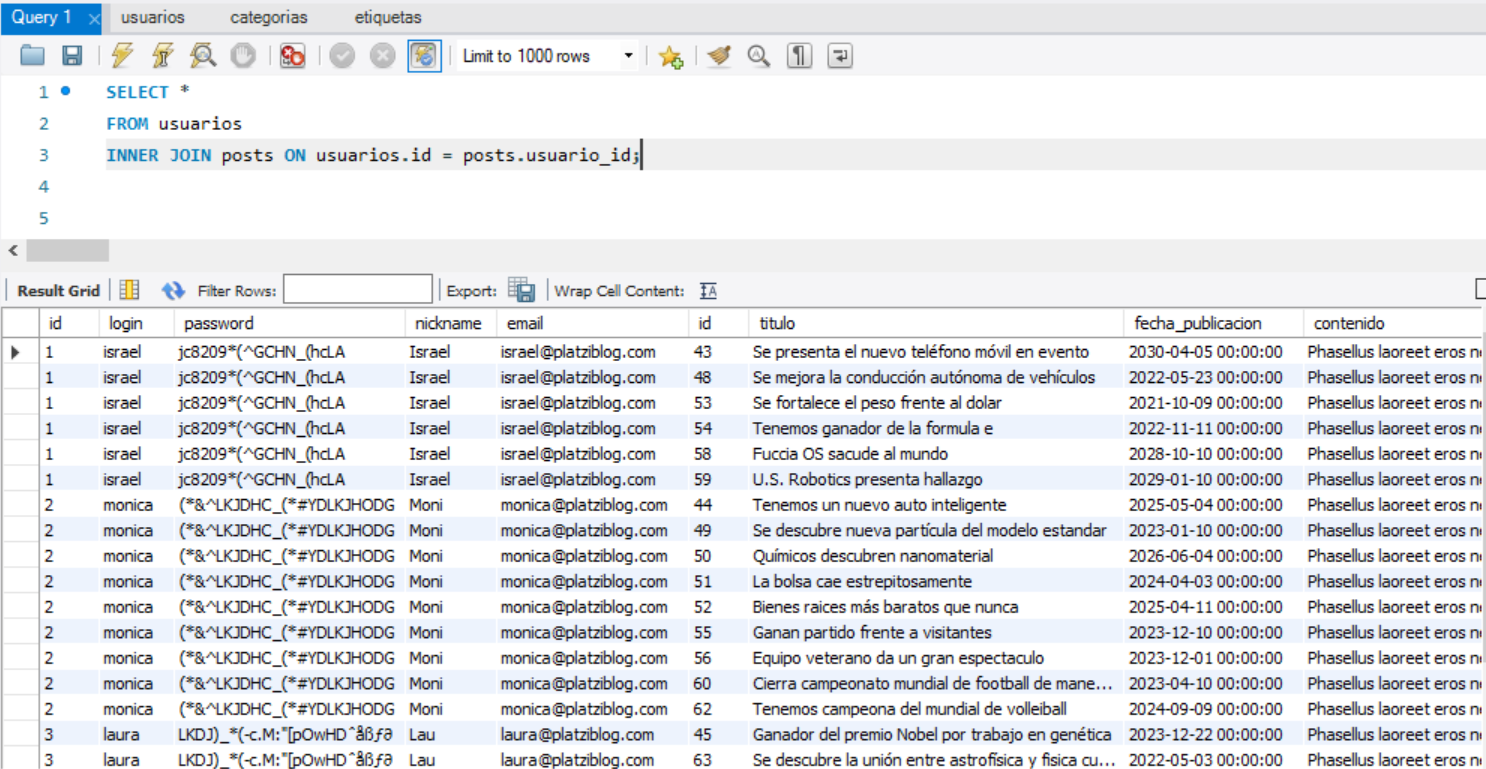 Query 1 usuarios categorias etiquetas
Limit to 1000 rows
1 SELECT *
2 FROM usuarios
3 INNER JOIN posts ON usuarios.id = posts.usuario_id;
4
5
Result Grid Filter Rows: Export: Wrap Cell Content:
id login password nickname email id titulo fecha_publicacion contenido
1 israel jc8209*(^GCHN_(hcLA Israel israel@platziblog.com 43 Se presenta el nuevo teléfono móvil en evento 2030-04-05 00:00:00 Phasellus laoreet eros n
1 israel jc8209*(^GCHN_(hcLA Israel israel@platziblog.com 48 Se mejora la conducción autónoma de vehículos 2022-05-23 00:00:00 Phasellus laoreet eros n
1 israel jc8209*(^GCHN_(hcLA Israel israel@platziblog.com 53 Se fortalece el peso frente al dolar 2021-10-09 00:00:00 Phasellus laoreet eros n
1 israel jc8209*(^GCHN_(hcLA Israel israel@platziblog.com 54 Tenemos ganador de la formula e 2022-11-11 00:00:00 Phasellus laoreet eros n
1 israel jc8209*(^GCHN_(hcLA Israel israel@platziblog.com 58 Fuccia OS sacude al mundo 2028-10-10 00:00:00 Phasellus laoreet eros n
1 israel jc8209*(^GCHN_(hcLA Israel israel@platziblog.com 59 U.S. Robotics presenta hallazgo 2029-01-10 00:00:00 Phasellus laoreet eros n
2 monica (*&^LKJDHC_(*#YDLKJHODG Moni monica@platziblog.com 44 Tenemos un nuevo auto inteligente 2025-05-04 00:00:00 Phasellus laoreet eros n
2 monica (*&^LKJDHC_(*#YDLKJHODG Moni monica@platziblog.com 49 Se descubre nueva partícula del modelo estandar 2023-01-10 00:00:00 Phasellus laoreet eros n
2 monica (*&^LKJDHC_(*#YDLKJHODG Moni monica@platziblog.com 50 Químicos descubren nanomaterial 2026-06-04 00:00:00 Phasellus laoreet eros n
2 monica (*&^LKJDHC_(*#YDLKJHODG Moni monica@platziblog.com 51 La bolsa cae estrepitosamente 2024-04-03 00:00:00 Phasellus laoreet eros n
2 monica (*&^LKJDHC_(*#YDLKJHODG Moni monica@platziblog.com 52 Bienes raices más baratos que nunca 2025-04-11 00:00:00 Phasellus laoreet eros n
2 monica (*&^LKJDHC_(*#YDLKJHODG Moni monica@platziblog.com 55 Ganan partido frente a visitantes 2023-12-10 00:00:00 Phasellus laoreet eros n
2 monica (*&^LKJDHC_(*#YDLKJHODG Moni monica@platziblog.com 56 Equipo veterano da un gran espectaculo 2023-12-01 00:00:00 Phasellus laoreet eros n
2 monica (*&^LKJDHC_(*#YDLKJHODG Moni monica@platziblog.com 60 Cierra campeonato mundial de football de mane... 2023-04-10 00:00:00 Phasellus laoreet eros n
2 monica (*&^LKJDHC_(*#YDLKJHODG Moni monica@platziblog.com 62 Tenemos campeona del mundial de volleiball 2024-09-09 00:00:00 Phasellus laoreet eros n
3 laura LKDJ)_*(-c.M:"[pOwHDˆåßƒ∂ Lau laura@platziblog.com 45 Ganador del premio Nobel por trabajo en genética 2023-12-22 00:00:00 Phasellus laoreet eros n
3 laura LKDJ)_*(-c.M:"[pOwHDˆåßƒ∂ Lau laura@platziblog.com 63 Se descubre la unión entre astrofísica y fisica cu... 2022-05-03 00:00:00 Phasellus laoreet eros n